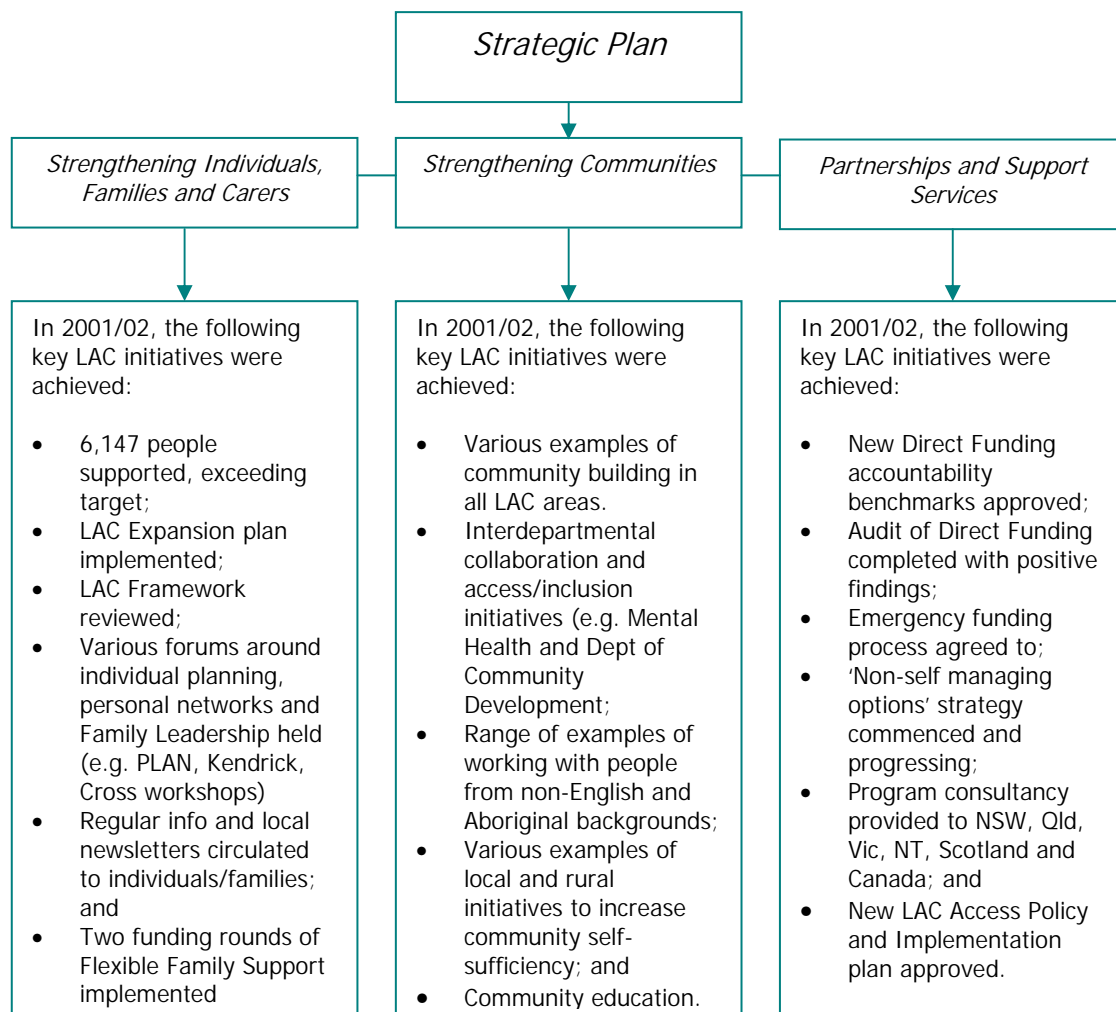 Strategic Plan
Strengthening Individuals,
Families and Carers
Strengthening Communities
Partnerships and Support
Services
In 2001/02, the following
key LAC initiatives were
achieved:
• 6,147 people
supported, exceeding
target;
• LAC Expansion plan
implemented;
• LAC Framework
reviewed;
• Various forums around
individual planning,
personal networks and
Family Leadership held
(e.g. PLAN, Kendrick,
Cross workshops)
• Regular info and local
newsletters circulated
to individuals/families;
and
• Two funding rounds of
Flexible Family Support
implemented
In 2001/02, the following
key LAC initiatives were
achieved:
• Various examples of
community building in
all LAC areas.
• Interdepartmental
collaboration and
access/inclusion
initiatives (e.g. Mental
Health and Dept of
Community
Development;
• Range of examples of
working with people
from non-English and
Aboriginal backgrounds;
• Various examples of
local and rural
initiatives to increase
community self-
sufficiency; and
• Community education.
In 2001/02, the following
key LAC initiatives were
achieved:
• New Direct Funding
accountability
benchmarks approved;
• Audit of Direct Funding
completed with positive
findings;
• Emergency funding
process agreed to;
• ‘Non-self managing
options’ strategy
commenced and
progressing;
• Program consultancy
provided to NSW, Qld,
Vic, NT, Scotland and
Canada; and
• New LAC Access Policy
and Implementation
plan approved.